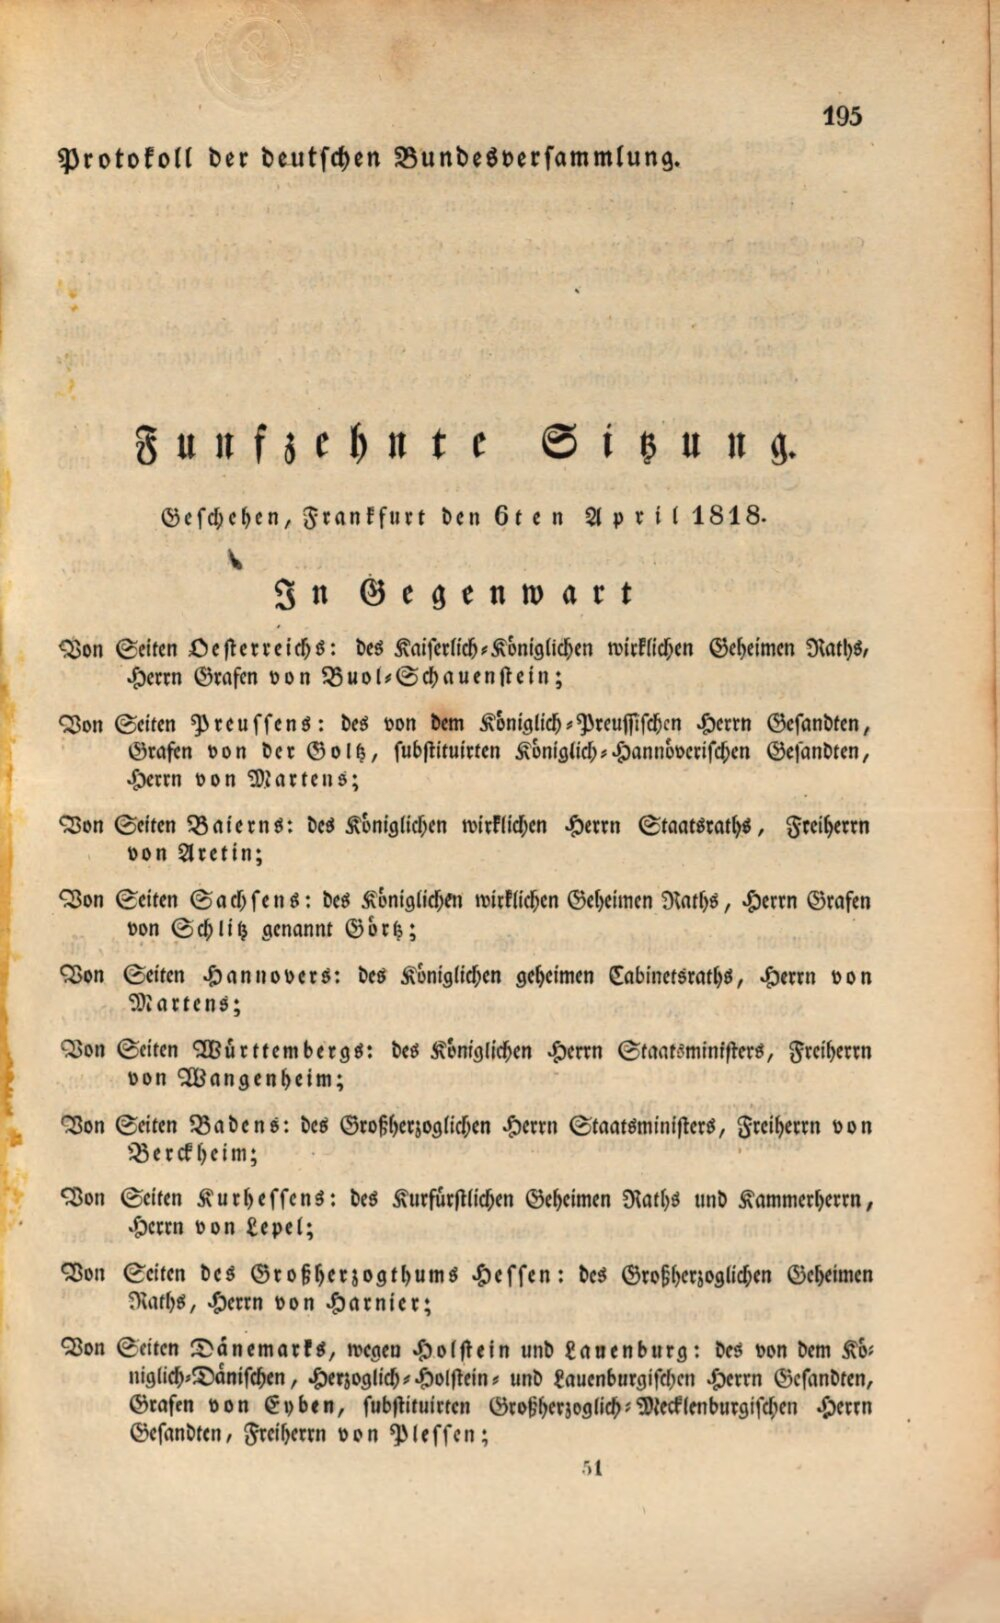 195
Protokoll der deutschen Bundesversammlung.
Funfzehnte Sitzung.
Geschehen, Frankfurt den 6ten April 1818.
In Gegenwart
Von Seiten Oesterreichs: des Kaiserlich-Königlichen wirklichen Geheimen Raths,
Herrn Grafen von Buol-Schauenstein;
Von Seiten Preussens: des von dem Königlich-Preussischen Herrn Gesandten,
Grafen von der Goltz, substituirten Königlich-Hannöverischen Gesandten,
Herrn von Martens;
Von Seiten Baierns: des Königlichen wirklichen Herrn Staatsraths, Freiherrn
von Aretin;
Von Seiten Sachsens: des Königlichen wirklichen Geheimen Raths, Herrn Grafen
von Schlitz genannt Görtz;
Von Seiten Hannovers: des Königlichen geheimen Cabinetsraths, Herrn von
Martens;
Von Seiten Württembergs: des Königlichen Herrn Staatsministers, Freiherrn
von Wangenheim;
Von Seiten Badens: des Großherzoglichen Herrn Staatsministers, Freiherrn von
Berckheim;
Von Seiten Kurhessens: des Kurfürstlichen Geheimen Raths und Kammerherrn,
Herrn von Lepel;
Von Seiten des Großherzogthums Hessen: des Großherzoglichen Geheimen
Raths, Herrn von Harnier;
Von Seiten Dänemarks, wegen Holstein und Lauenburg: des von dem Kö-
niglich-Dänischen, Herzoglich-Holstein- und Lauenburgischen Herrn Gesandten,
Grafen von Eyben, substituirten Großherzoglich-Mecklenburgischen Herrn
Gesandten, Freiherrn von Plessen;
51